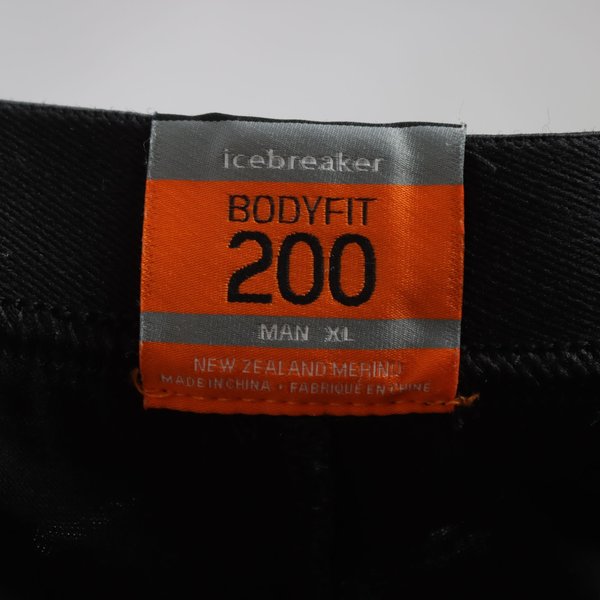 icebreaker
BODYFIT
200
MAN XL
NEW ZEALAND MERINO
MADE IN CHINA • FABRIQUÉ EN CHINE